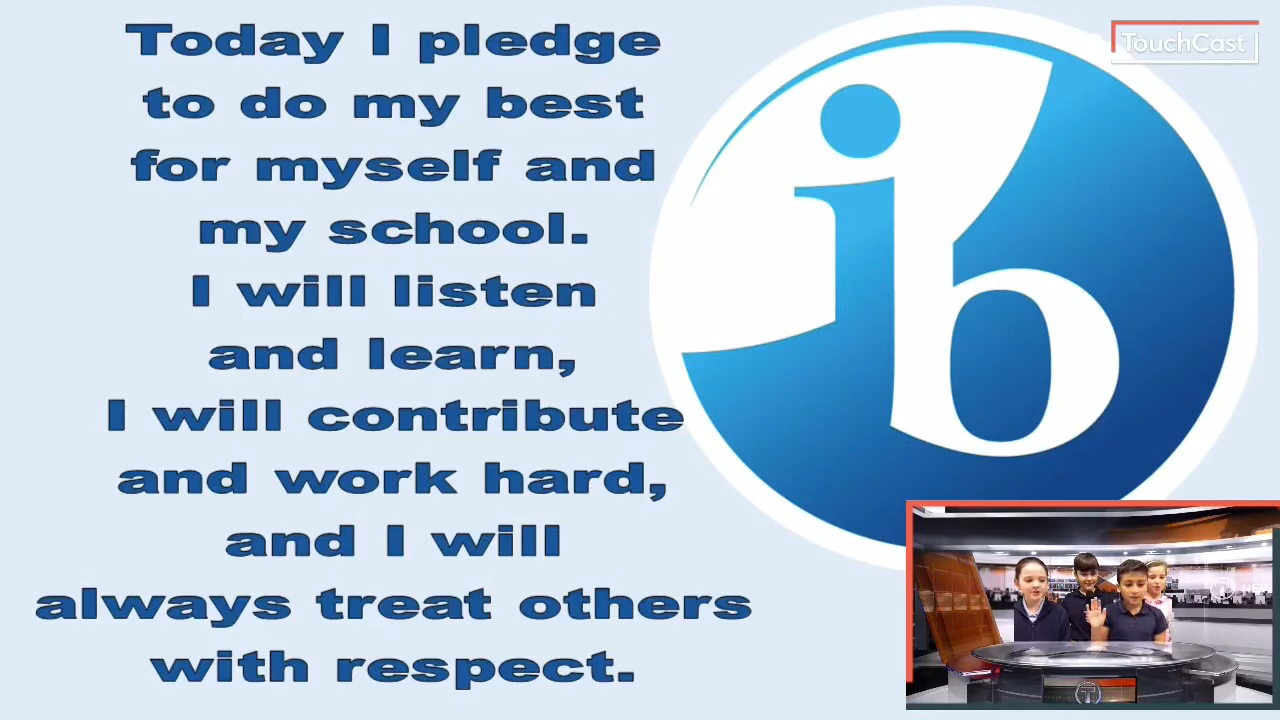 Today I pledge
to do my best
for myself and
my school.
I will listen
and learn,
I will contribute
and work hard,
and I will
always treat others
with respect.
ib
TouchCast
T